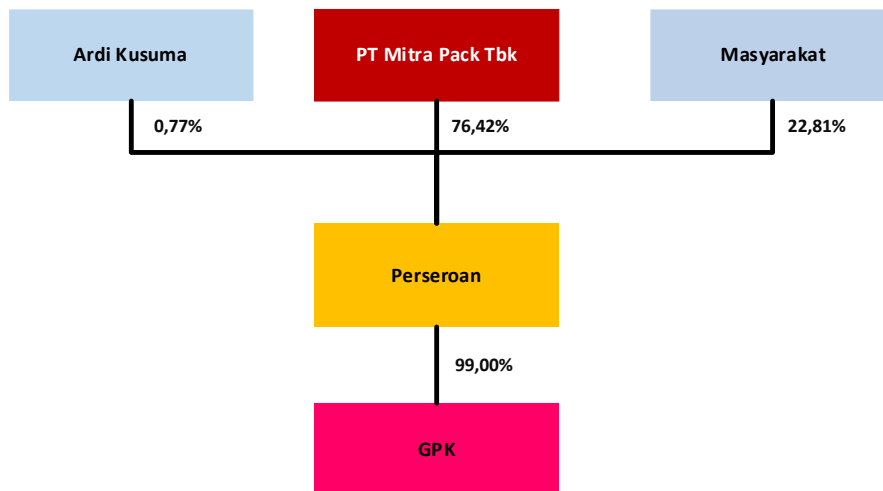 Ardi Kusuma
PT Mitra Pack Tbk
Masyarakat
0,77%
76,42%
22,81%
Perseroan
99,00%
GPK